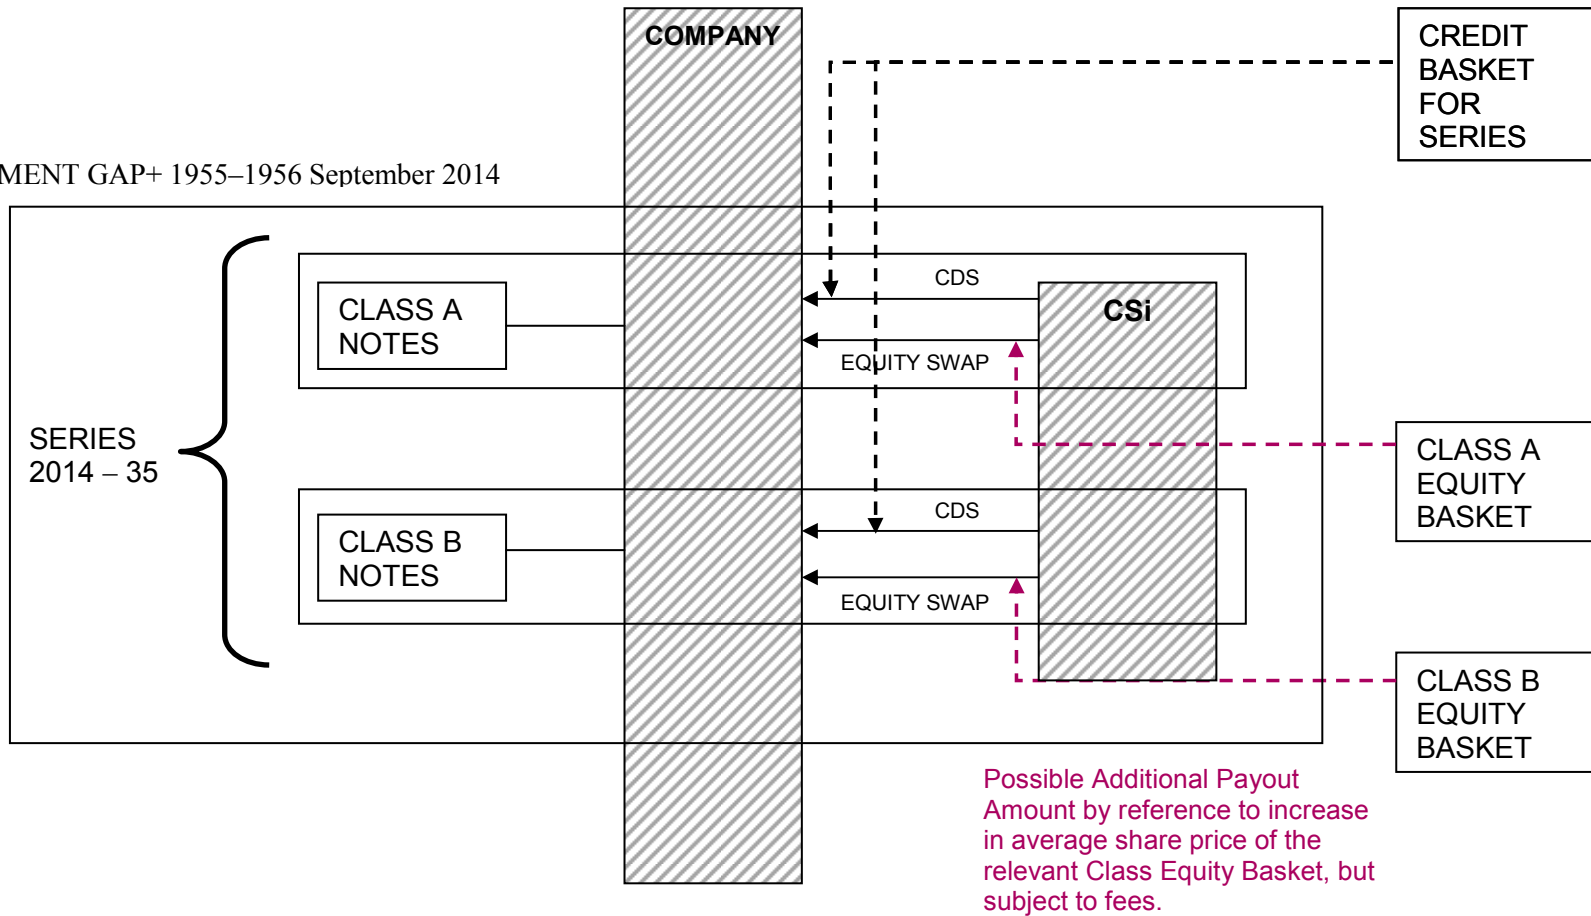 COMPANY
CREDIT
BASKET
FOR
SERIES
MENT GAP+ 1955–1956 September 2014
CDS
CLASS A
NOTES
CSi
EQUITY SWAP
SERIES
2014 – 35
CLASS A
EQUITY
BASKET
CDS
CLASS B
NOTES
EQUITY SWAP
CLASS B
EQUITY
BASKET
Possible Additional Payout
Amount by reference to increase
in average share price of the
relevant Class Equity Basket, but
subject to fees.